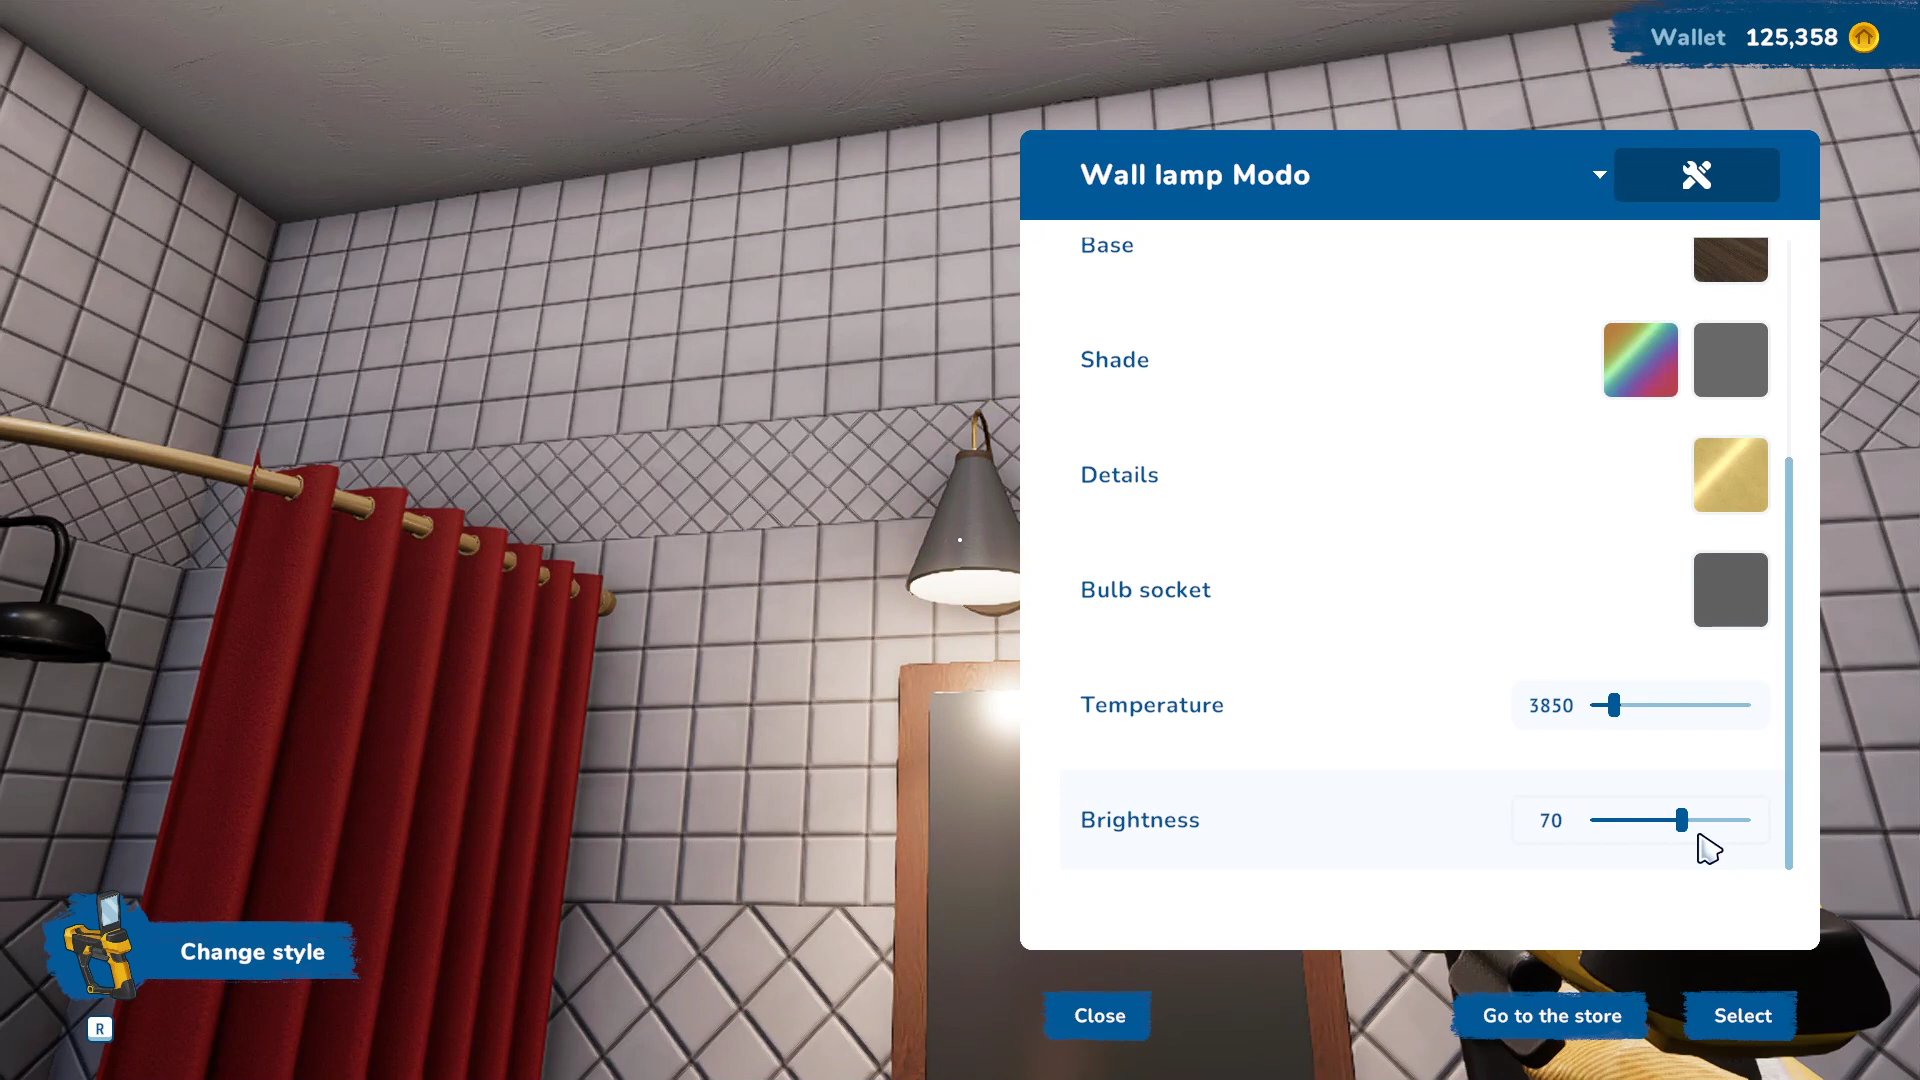 Wallet 125,358
Wall lamp Modo
Base
Shade
Details
Bulb socket
Temperature 3850
Brightness 70
Change style
R
Close
Go to the store
Select